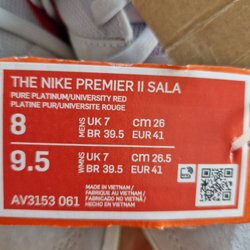 THE NIKE PREMIER II SALA
PURE PLATINUM/UNIVERSITY RED
PLATINE PUR/UNIVERSITE ROUGE
8 MENS UK 7 cm 26
BR 39.5 EUR 41
9.5 WMNS UK 7 cm 26.5
BR 39.5 EUR 41
MADE IN VIETNAM/
FABRIQUE AU VIETNAM/
FABRICADO NO VIETNÃ/
HECHO EN VIETNAM
AV3153 061